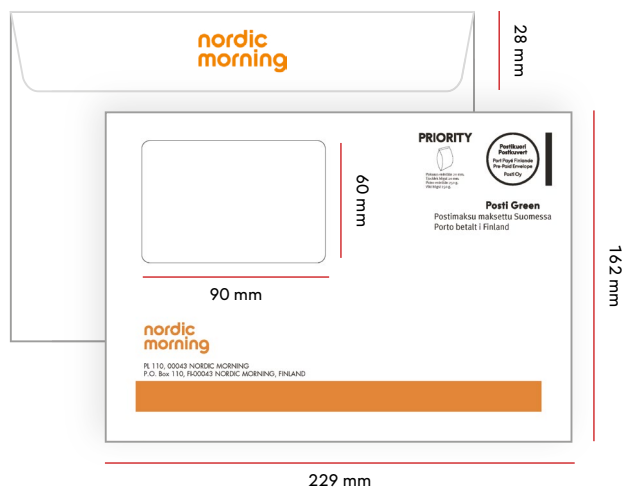 nordic
morning
28 mm
PRIORITY
Postikuori
Postkuvert
Port Payé Finlande
Pre-Paid Envelope
Posti Oy
Posti Green
Postimaksu maksettu Suomessa
Porto betalt i Finland
60 mm
90 mm
162 mm
nordic
morning
PL 110, 00043 NORDIC MORNING
P.O. Box 110, FI-00043 NORDIC MORNING, FINLAND
229 mm